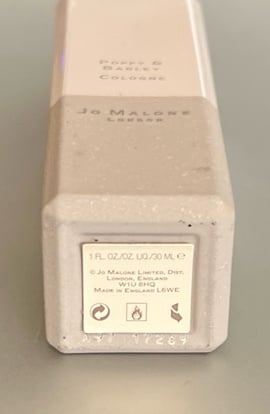 Poppy &
Barley
Cologne
Jo Malone
London
1 FL. OZ/OZ. LIQ./30 ML ℮
© Jo Malone Limited, Dist.
London, England
W1U 6HQ
Made in England L6WE